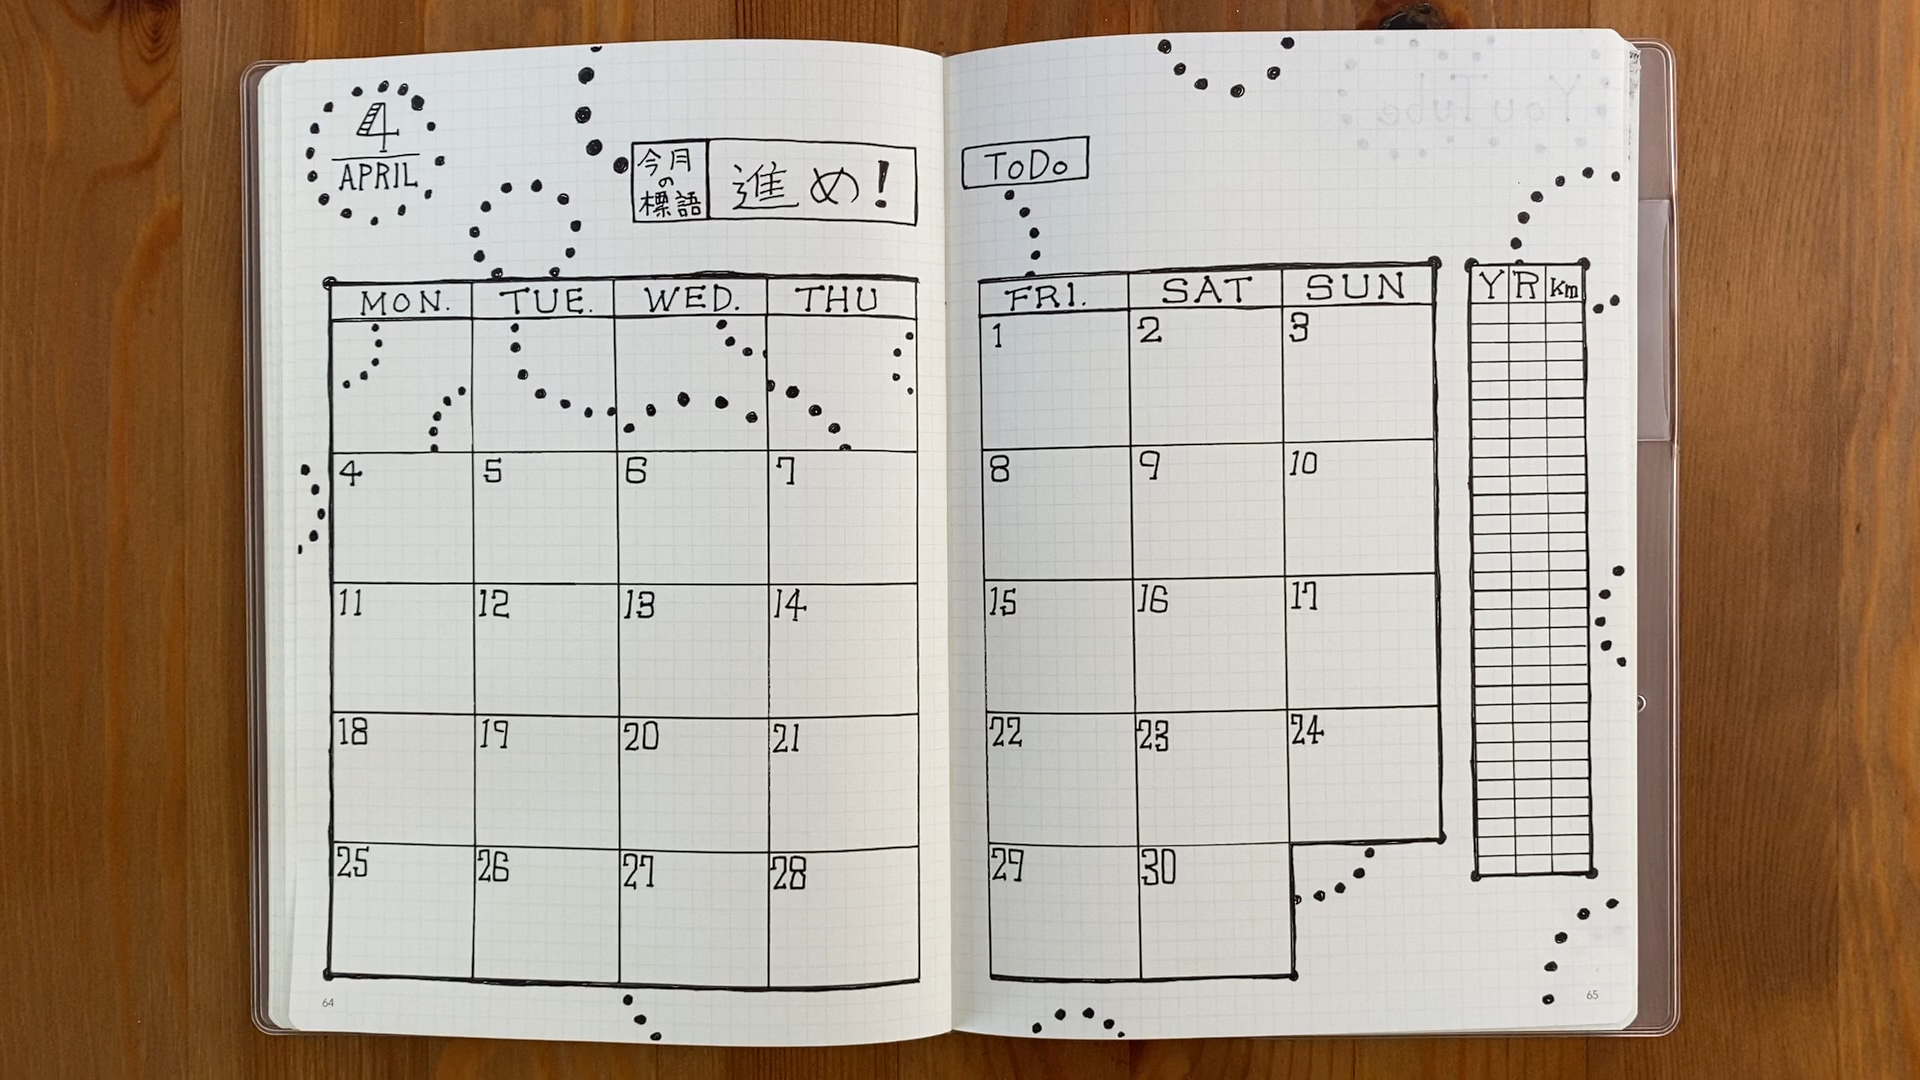 4
APRIL
今月
の
標語
進め!
ToDo
MON. TUE. WED. THU FRI. SAT SUN
Y R km
1 2 3
4 5 6 7 8 9 10
11 12 13 14 15 16 17
18 19 20 21 22 23 24
25 26 27 28 29 30
64
65
YouTube